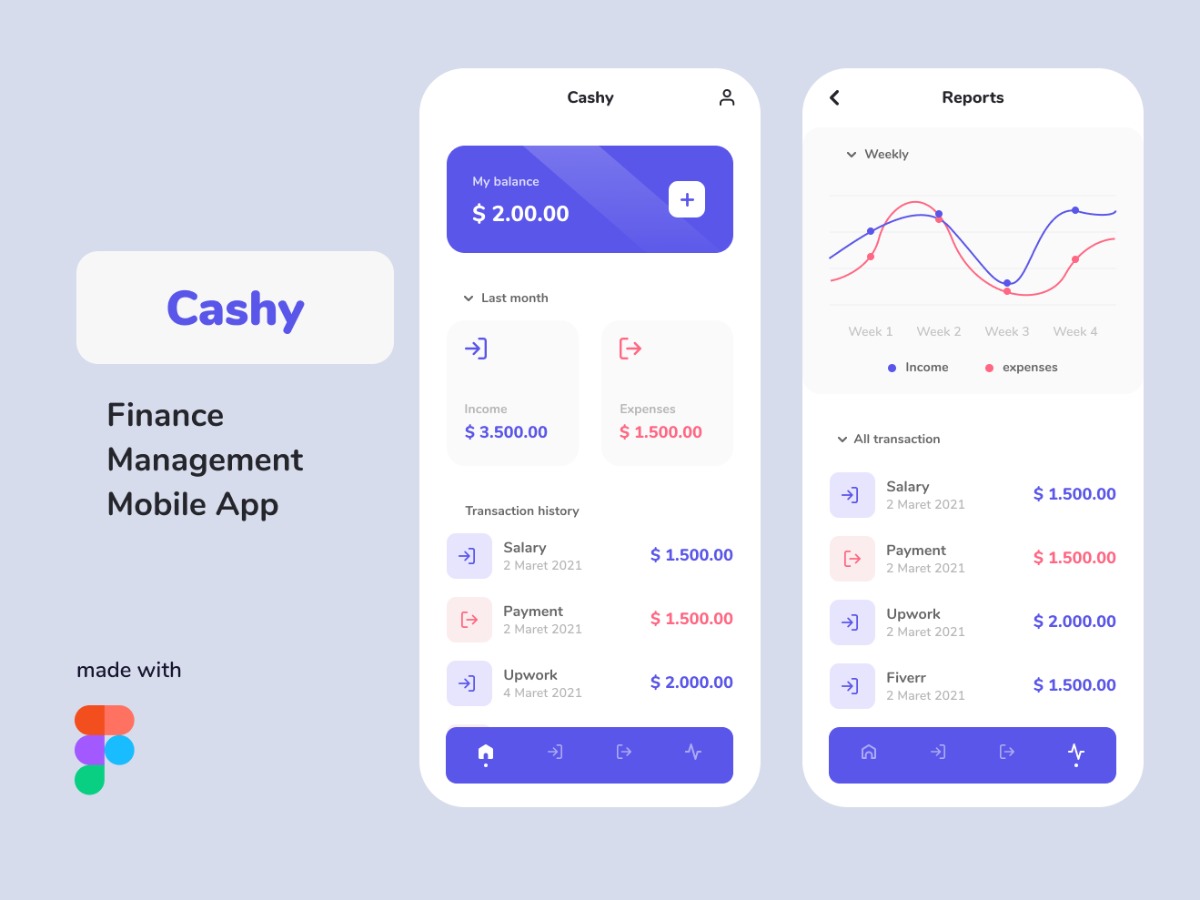 Cashy
Finance
Management
Mobile App
made with
Cashy
My balance
$ 2.00.00
Last month
Income
$ 3.500.00
Expenses
$ 1.500.00
Transaction history
Salary
2 Maret 2021
$ 1.500.00
Payment
2 Maret 2021
$ 1.500.00
Upwork
4 Maret 2021
$ 2.000.00
Reports
Weekly
Week 1 Week 2 Week 3 Week 4
Income expenses
All transaction
Salary
2 Maret 2021
$ 1.500.00
Payment
2 Maret 2021
$ 1.500.00
Upwork
2 Maret 2021
$ 2.000.00
Fiverr
2 Maret 2021
$ 1.500.00